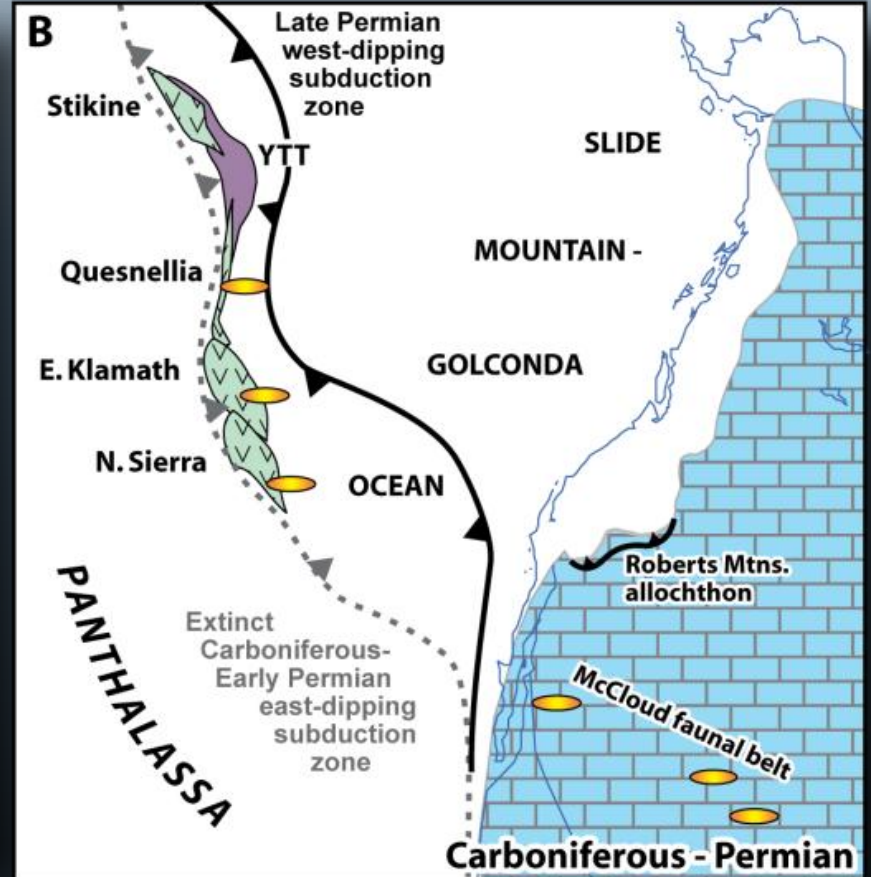 B
Late Permian
west-dipping
subduction
zone
Stikine
YTT
SLIDE
Quesnellia
MOUNTAIN -
E. Klamath
GOLCONDA
N. Sierra
OCEAN
Roberts Mtns.
allochthon
PANTHALASSA
Extinct
Carboniferous-
Early Permian
east-dipping
subduction
zone
McCloud faunal belt
Carboniferous - Permian